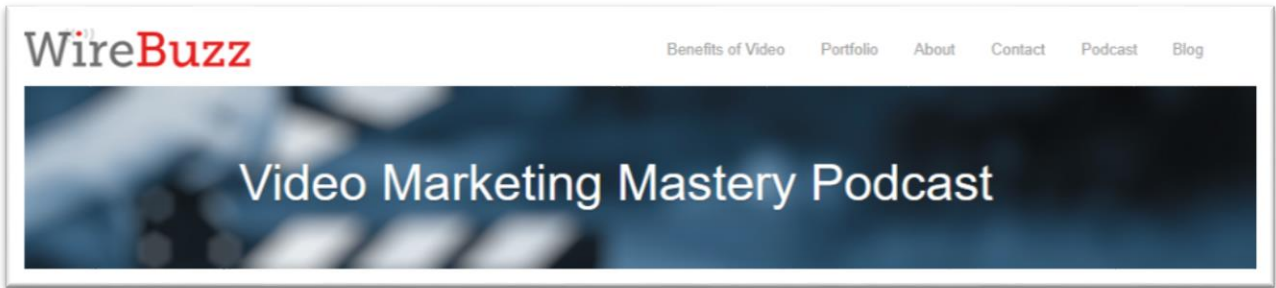 WireBuzz
Benefits of Video Portfolio About Contact Podcast Blog
Video Marketing Mastery Podcast